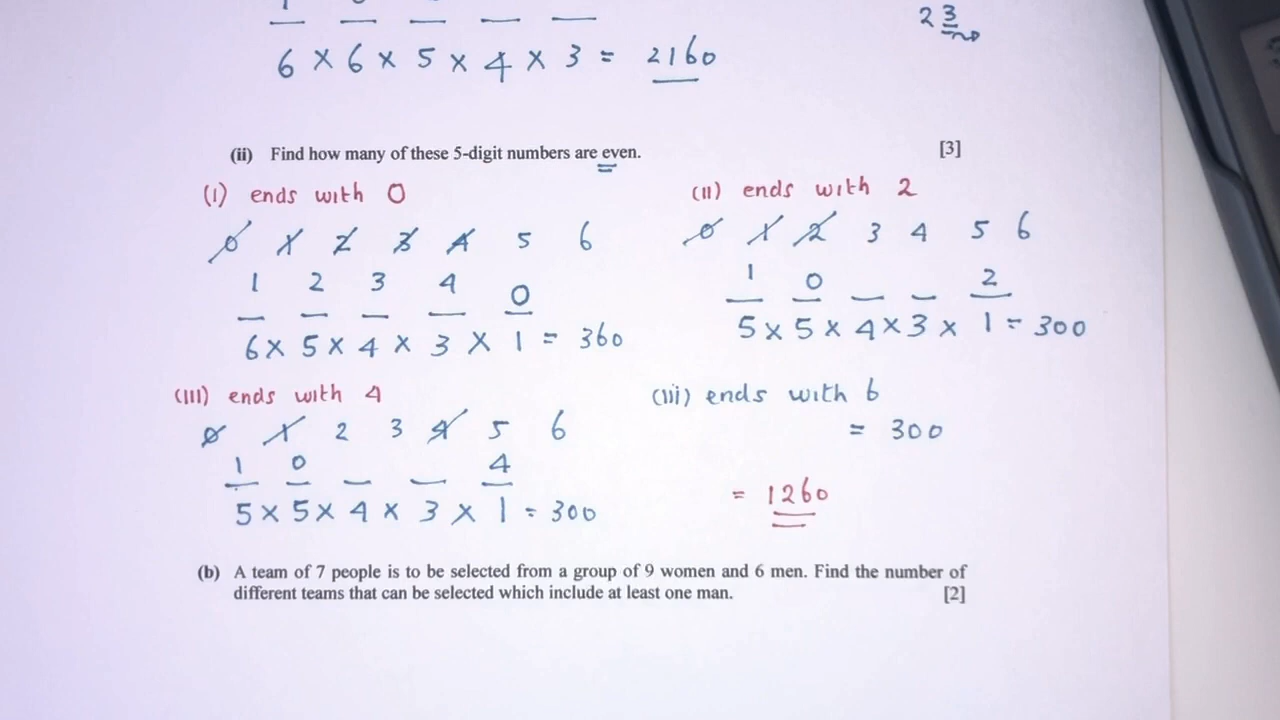 2 3
6 × 6 × 5 × 4 × 3 = 2160
(ii) Find how many of these 5-digit numbers are even. [3]
(I) ends with 0
0 1 2 3 4 5 6
1 2 3 4 0
6 × 5 × 4 × 3 × 1 = 360
(II) ends with 2
0 1 2 3 4 5 6
1 0 2
5 × 5 × 4 × 3 × 1 = 300
(III) ends with 4
0 1 2 3 4 5 6
1 0 4
5 × 5 × 4 × 3 × 1 = 300
(iii) ends with 6
= 300
= 1260
(b) A team of 7 people is to be selected from a group of 9 women and 6 men. Find the number of
different teams that can be selected which include at least one man. [2]